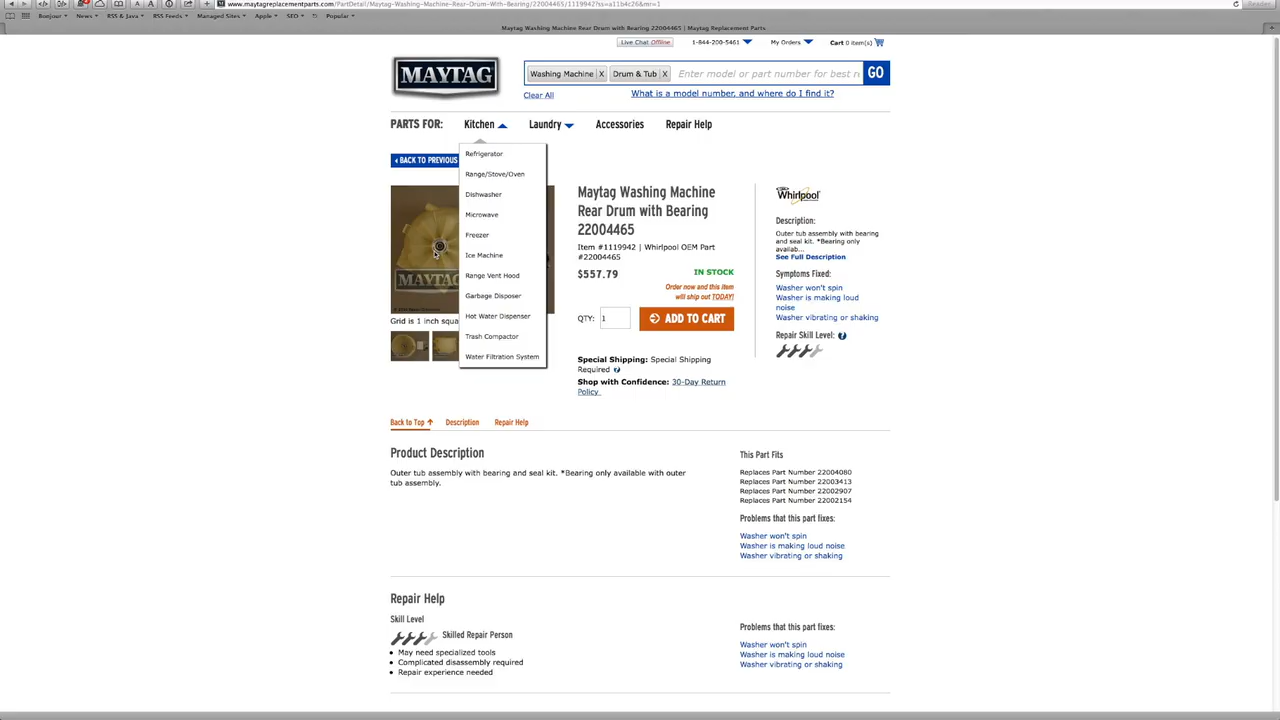 www.maytagreplacementparts.com/PartDetail/Maytag-Washing-Machine-Rear-Drum-With-Bearing/22004465/1119942?ss=a11b4c26&mr=1
Reader
Bonjour News RSS & Java RSS Feeds Managed Sites Apple SEO Popular
Maytag Washing Machine Rear Drum with Bearing 22004465 | Maytag Replacement Parts
Live Chat Offline 1-844-200-5461 My Orders Cart 0 item(s)
MAYTAG
Washing Machine X Drum & Tub X Enter model or part number for best re GO
Clear All What is a model number, and where do I find it?
PARTS FOR: Kitchen Laundry Accessories Repair Help
BACK TO PREVIOUS
Refrigerator
Range/Stove/Oven
Dishwasher
Microwave
Freezer
Ice Machine
Range Vent Hood
Garbage Disposer
Hot Water Dispenser
Trash Compactor
Water Filtration System
MAYTAG
Grid is 1 inch squa
Maytag Washing Machine
Rear Drum with Bearing
22004465
Item #1119942 | Whirlpool OEM Part
#22004465
$557.79 IN STOCK
Order now and this item
will ship out TODAY!
QTY: 1 ADD TO CART
Special Shipping: Special Shipping
Required
Shop with Confidence: 30-Day Return
Policy
Whirlpool
Description:
Outer tub assembly with bearing
and seal kit. *Bearing only
availab...
See Full Description
Symptoms Fixed:
Washer won't spin
Washer is making loud
noise
Washer vibrating or shaking
Repair Skill Level:
Back to Top Description Repair Help
Product Description
Outer tub assembly with bearing and seal kit. *Bearing only available with outer
tub assembly.
This Part Fits
Replaces Part Number 22004080
Replaces Part Number 22003413
Replaces Part Number 22002907
Replaces Part Number 22002154
Problems that this part fixes:
Washer won't spin
Washer is making loud noise
Washer vibrating or shaking
Repair Help
Skill Level
Skilled Repair Person
• May need specialized tools
• Complicated disassembly required
• Repair experience needed
Problems that this part fixes:
Washer won't spin
Washer is making loud noise
Washer vibrating or shaking